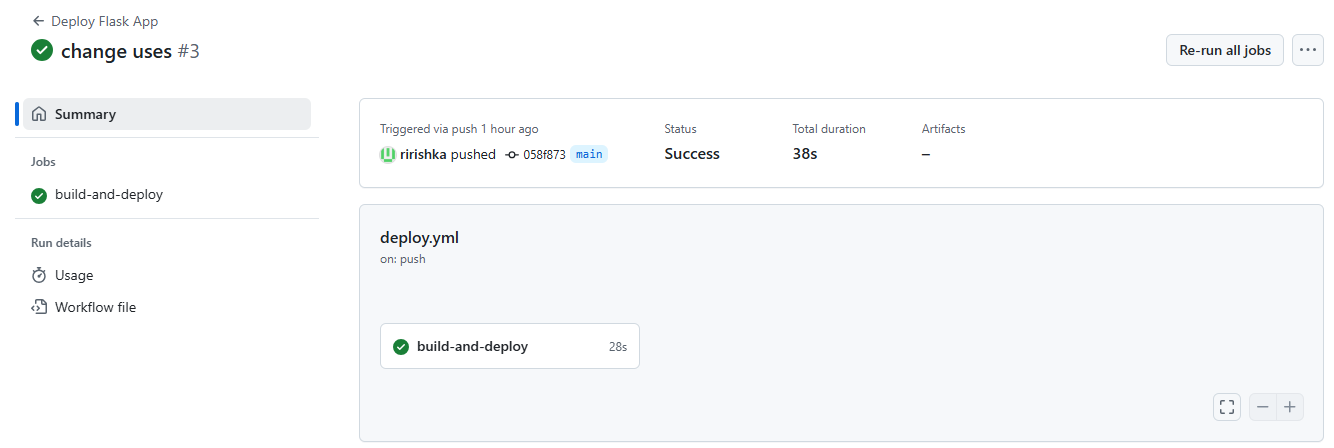 Deploy Flask App
change uses #3
Re-run all jobs
Summary
Jobs
build-and-deploy
Run details
Usage
Workflow file
Triggered via push 1 hour ago
ririshka pushed 058f873 main
Status
Success
Total duration
38s
Artifacts
–
deploy.yml
on: push
build-and-deploy 28s